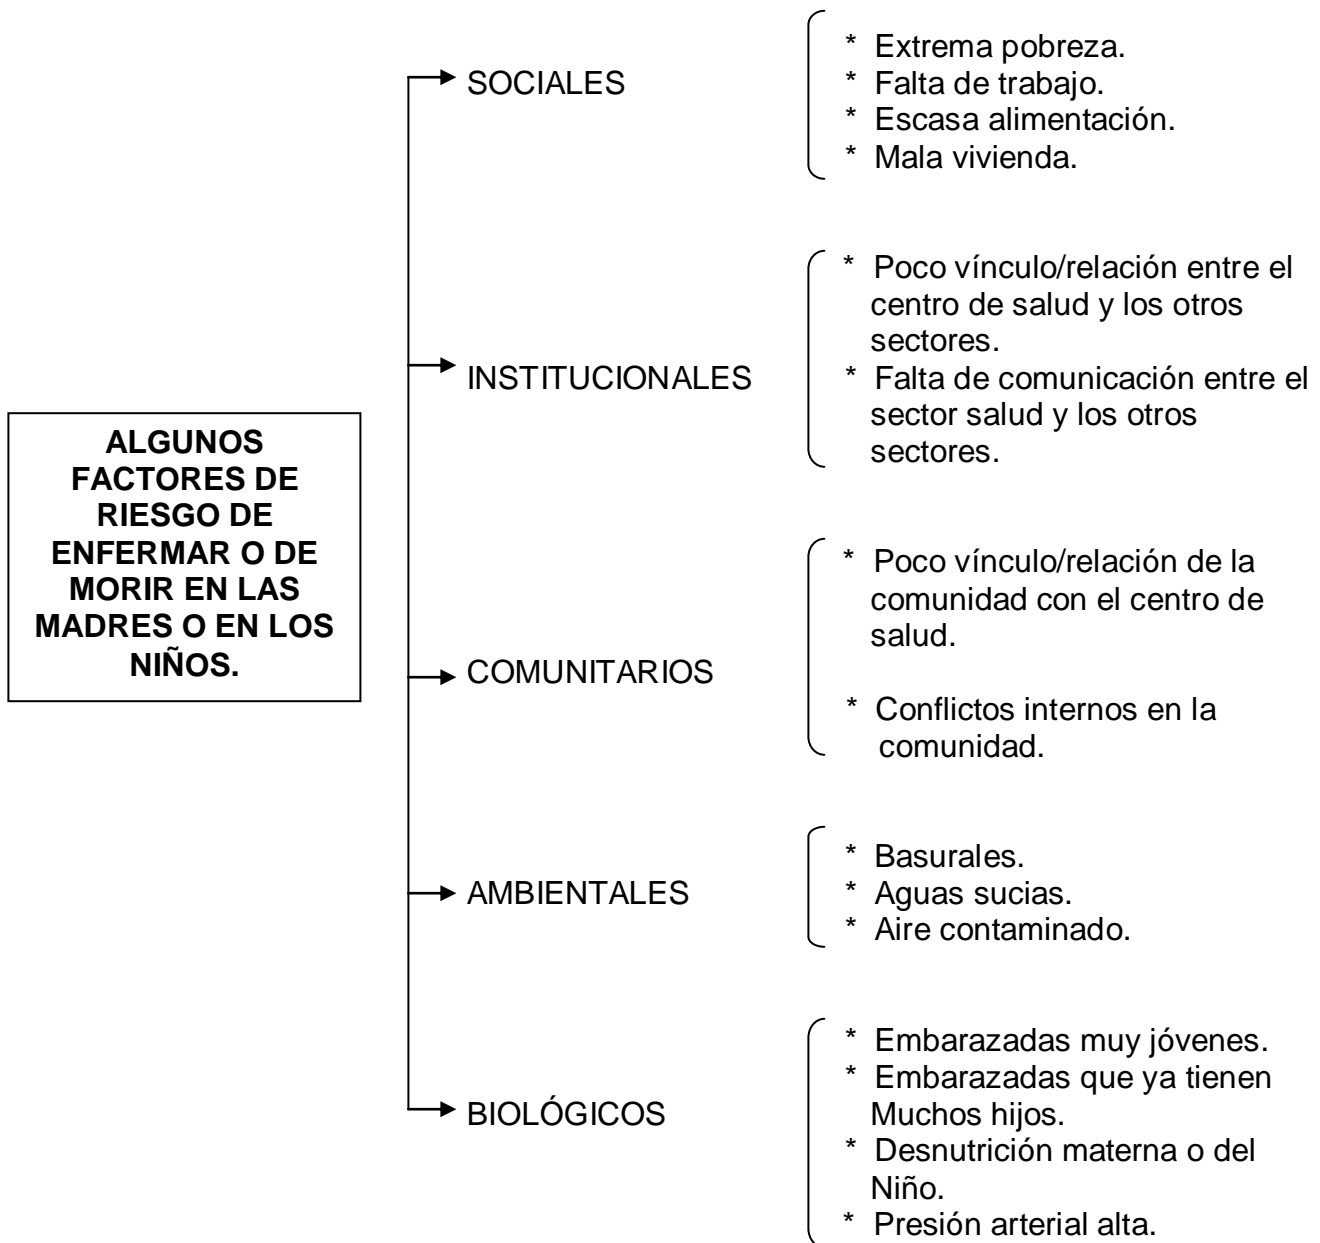 ALGUNOS
FACTORES DE
RIESGO DE
ENFERMAR O DE
MORIR EN LAS
MADRES O EN LOS
NIÑOS.
SOCIALES
* Extrema pobreza.
* Falta de trabajo.
* Escasa alimentación.
* Mala vivienda.
INSTITUCIONALES
* Poco vínculo/relación entre el
centro de salud y los otros
sectores.
* Falta de comunicación entre el
sector salud y los otros
sectores.
COMUNITARIOS
* Poco vínculo/relación de la
comunidad con el centro de
salud.
* Conflictos internos en la
comunidad.
AMBIENTALES
* Basurales.
* Aguas sucias.
* Aire contaminado.
BIOLÓGICOS
* Embarazadas muy jóvenes.
* Embarazadas que ya tienen
Muchos hijos.
* Desnutrición materna o del
Niño.
* Presión arterial alta.